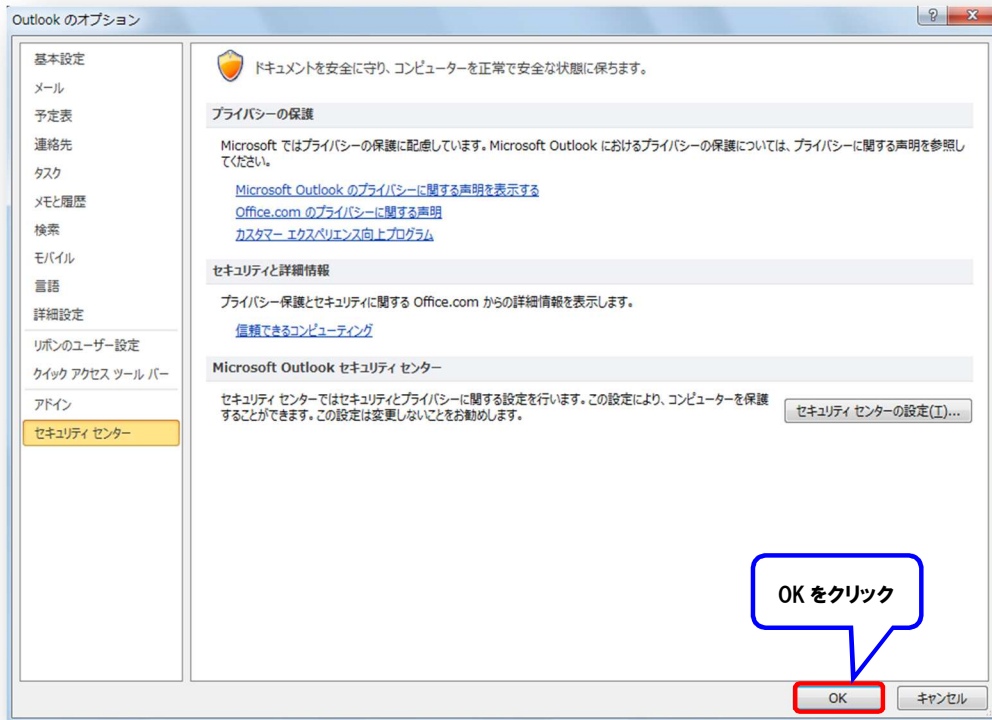 Outlook のオプション
基本設定
メール
予定表
連絡先
タスク
メモと履歴
検索
モバイル
言語
詳細設定
リボンのユーザー設定
クイック アクセス ツール バー
アドイン
セキュリティ センター
ドキュメントを安全に守り、コンピューターを正常で安全な状態に保ちます。
プライバシーの保護
Microsoft ではプライバシーの保護に配慮しています。Microsoft Outlook におけるプライバシーの保護については、プライバシーに関する声明を参照し
てください。
Microsoft Outlook のプライバシーに関する声明を表示する
Office.com のプライバシーに関する声明
カスタマー エクスペリエンス向上プログラム
セキュリティと詳細情報
プライバシー保護とセキュリティに関する Office.com からの詳細情報を表示します。
信頼できるコンピューティング
Microsoft Outlook セキュリティ センター
セキュリティ センターではセキュリティとプライバシーに関する設定を行います。この設定により、コンピューターを保護
することができます。この設定は変更しないことをお勧めします。
セキュリティ センターの設定(T)...
OK をクリック
OK
キャンセル